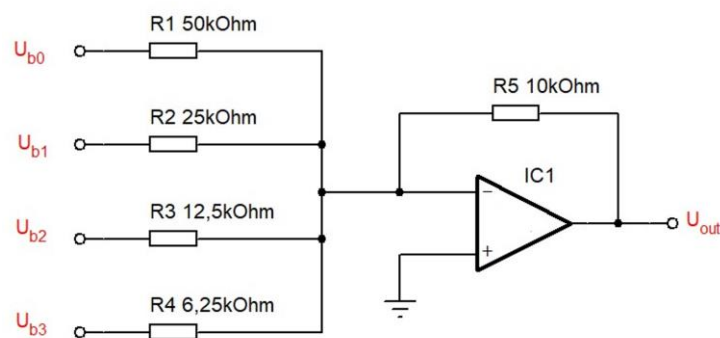 R1 50kOhm
Ub0
R2 25kOhm
R5 10kOhm
Ub1
IC1
R3 12,5kOhm
−
Ub2
+
Uout
R4 6,25kOhm
Ub3